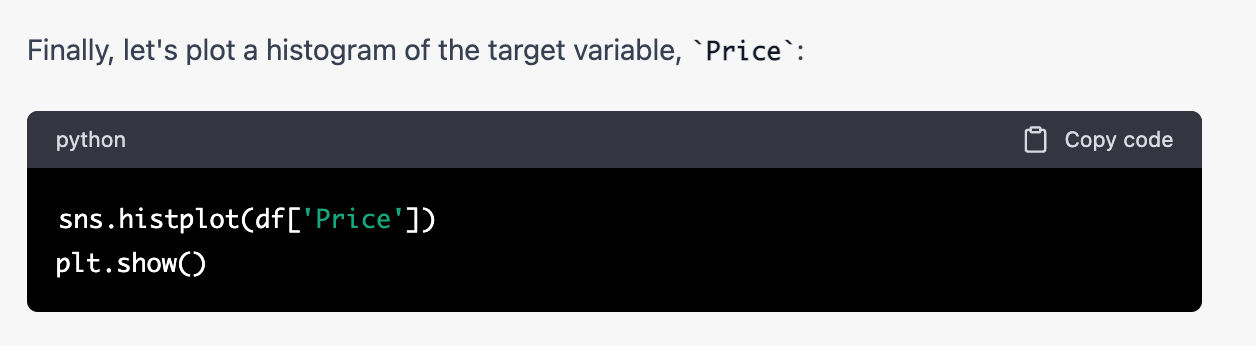 Finally, let's plot a histogram of the target variable, `Price`:
python
Copy code
sns.histplot(df['Price'])
plt.show()